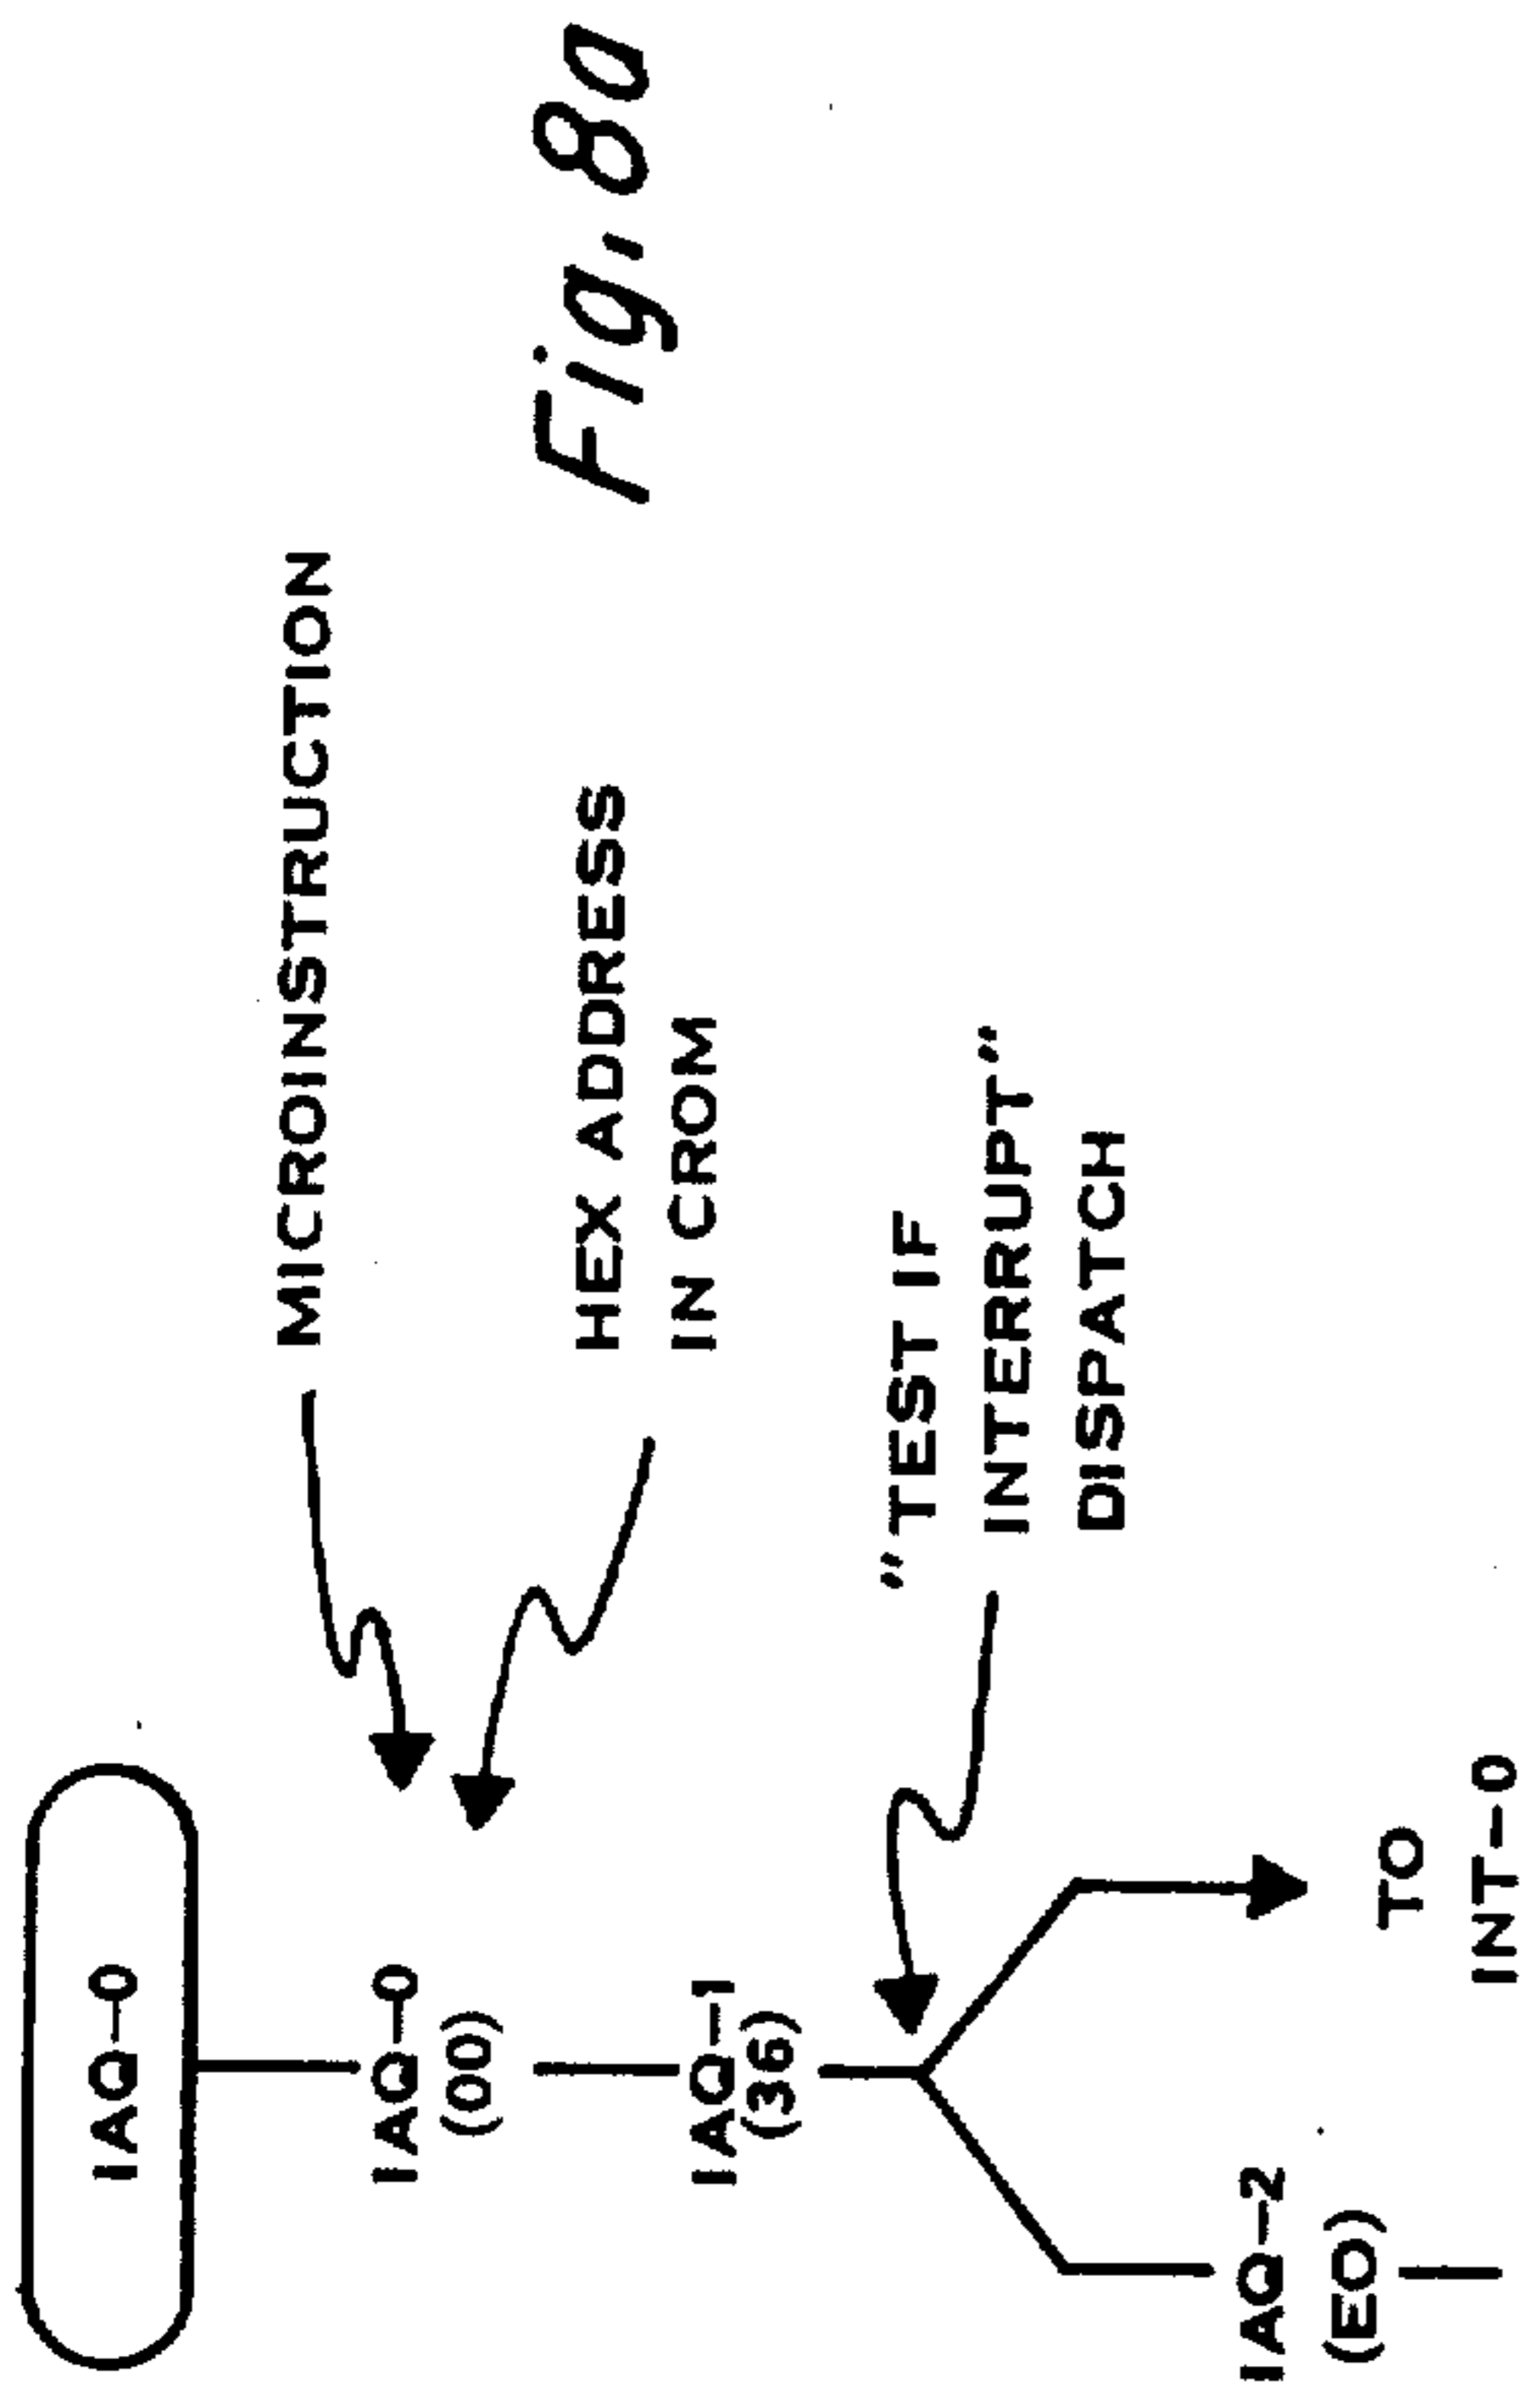 IAQ-0
IAQ-0
(00)
MICROINSTRUCTION
HEX ADDRESS
IN CROM
IAQ-1
(36)
"TEST IF
INTERRUPT"
DISPATCH
IAQ-2
(E0)
TO
INT-0
Fig. 8a